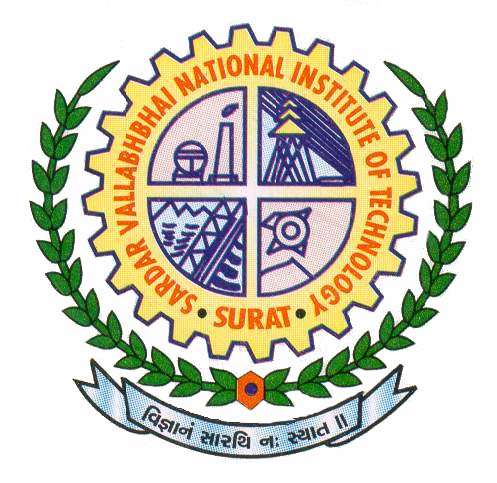 SARDAR VALLABHBHAI NATIONAL INSTITUTE OF TECHNOLOGY
• SURAT •
વિજ્ઞાનં સારથિ નઃ સ્યાત ॥